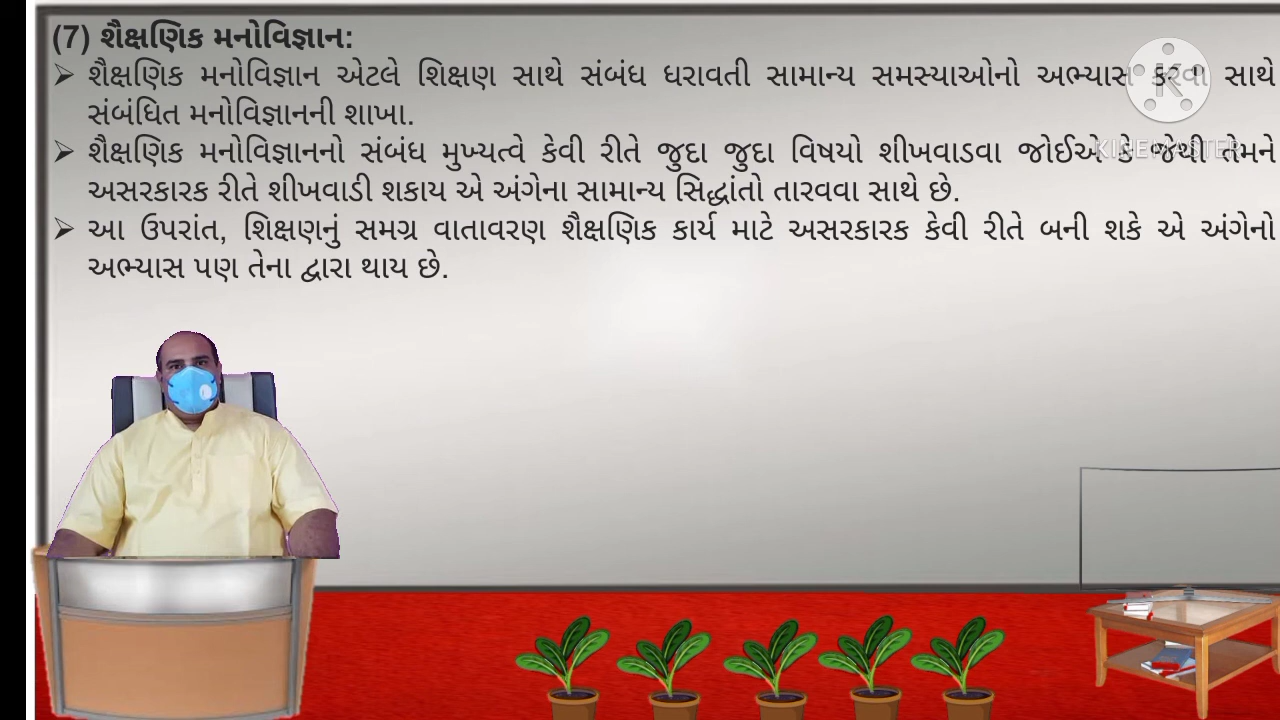 (7) શૈક્ષણિક મનોવિજ્ઞાન:
➢ શૈક્ષણિક મનોવિજ્ઞાન એટલે શિક્ષણ સાથે સંબંધ ધરાવતી સામાન્ય સમસ્યાઓનો અભ્યાસ કરવા સાથે
સંબંધિત મનોવિજ્ઞાનની શાખા.
➢ શૈક્ષણિક મનોવિજ્ઞાનનો સંબંધ મુખ્યત્વે કેવી રીતે જુદા જુદા વિષયો શીખવાડવા જોઈએ કે જેથી તેમને
અસરકારક રીતે શીખવાડી શકાય એ અંગેના સામાન્ય સિદ્ધાંતો તારવવા સાથે છે.
➢ આ ઉપરાંત, શિક્ષણનું સમગ્ર વાતાવરણ શૈક્ષણિક કાર્ય માટે અસરકારક કેવી રીતે બની શકે એ અંગેનો
અભ્યાસ પણ તેના દ્વારા થાય છે.
K
KINEMASTER